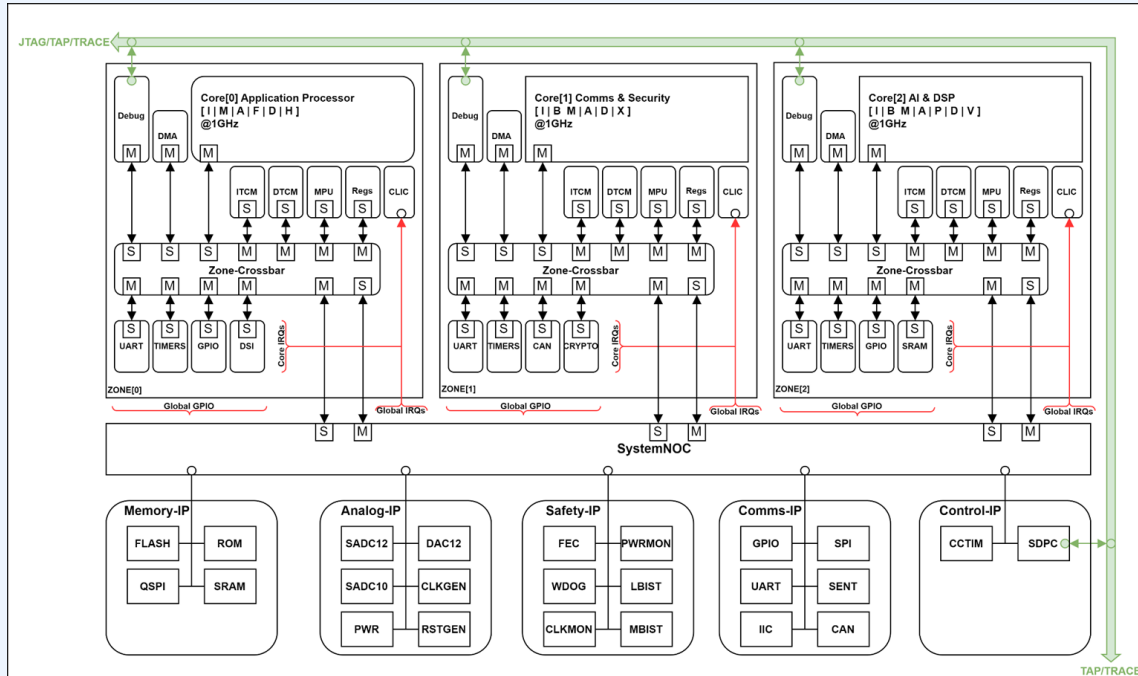 JTAG/TAP/TRACE
Debug
DMA
Core[0] Application Processor
[ I | M | A | F | D | H ]
@1GHz
M
M
M
ITCM
DTCM
MPU
Regs
CLIC
S
S
S
S
S
S
S
M
M
M
M
Zone-Crossbar
M
M
M
M
M
S
S
S
S
S
UART
TIMERS
GPIO
DSI
Core IRQs
ZONE[0]
Global GPIO
Global IRQs
Debug
DMA
Core[1] Comms & Security
[ I | B M | A | D | X ]
@1GHz
M
M
M
ITCM
DTCM
MPU
Regs
CLIC
S
S
S
S
S
S
S
M
M
M
M
Zone-Crossbar
M
M
M
M
M
S
S
S
S
S
UART
TIMERS
CAN
CRYPTO
Core IRQs
ZONE[1]
Global GPIO
Global IRQs
Debug
DMA
Core[2] AI & DSP
[ I | B M | A | P | D | V ]
@1GHz
M
M
M
ITCM
DTCM
MPU
Regs
CLIC
S
S
S
S
S
S
S
M
M
M
M
Zone-Crossbar
M
M
M
M
M
S
S
S
S
S
UART
TIMERS
GPIO
SRAM
Core IRQs
ZONE[2]
Global GPIO
Global IRQs
S
M
S
M
S
M
SystemNOC
Memory-IP
FLASH
ROM
QSPI
SRAM
Analog-IP
SADC12
DAC12
SADC10
CLKGEN
PWR
RSTGEN
Safety-IP
FEC
PWRMON
WDOG
LBIST
CLKMON
MBIST
Comms-IP
GPIO
SPI
UART
SENT
IIC
CAN
Control-IP
CCTIM
SDPC
TAP/TRACE